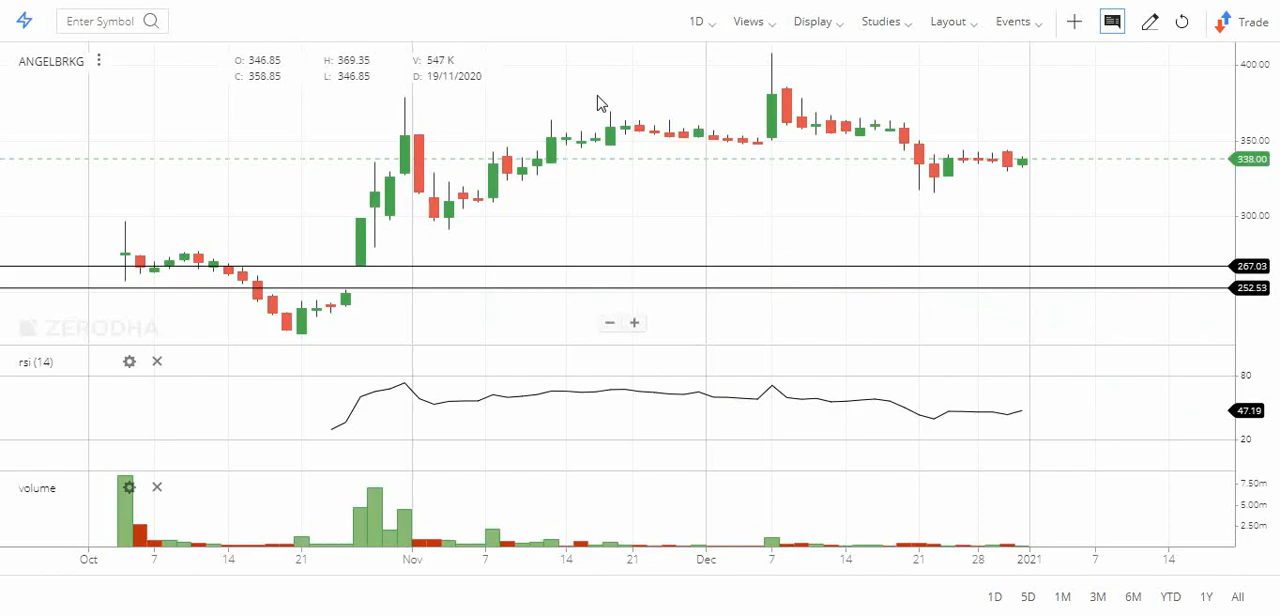 Enter Symbol 1D Views Display Studies Layout Events Trade
ANGELBRKG O: 346.85 H: 369.35 V: 547 K
C: 358.85 L: 346.85 D: 19/11/2020
400.00
350.00
338.00
300.00
267.03
252.53
ZERODHA
rsi (14)
80
47.19
20
volume
7.50m
5.00m
2.50m
Oct 7 14 21 Nov 7 14 21 Dec 7 14 21 28 2021 7 14
1D 5D 1M 3M 6M YTD 1Y All